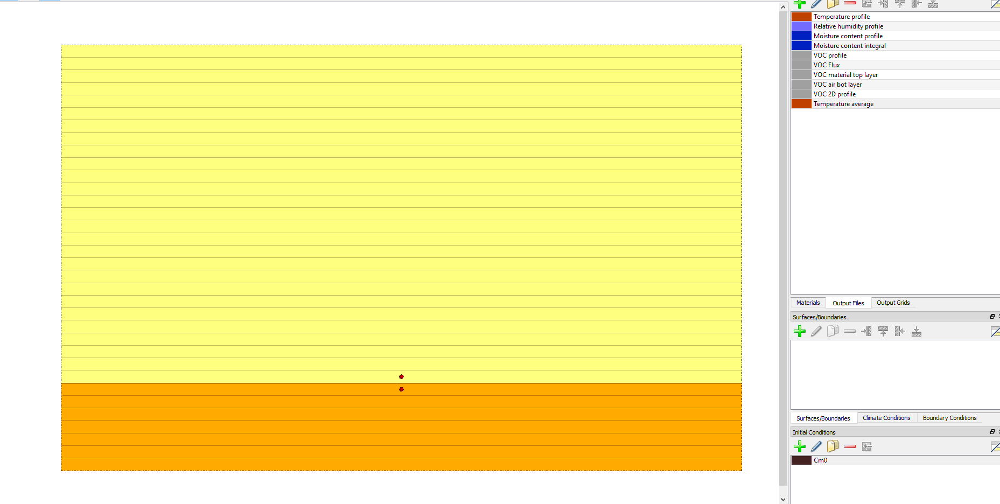 Temperature profile
Relative humidity profile
Moisture content profile
Moisture content integral
VOC profile
VOC Flux
VOC material top layer
VOC air bot layer
VOC 2D profile
Temperature average
Materials Output Files Output Grids
Surfaces/Boundaries
Surfaces/Boundaries Climate Conditions Boundary Conditions
Initial Conditions
Cm0